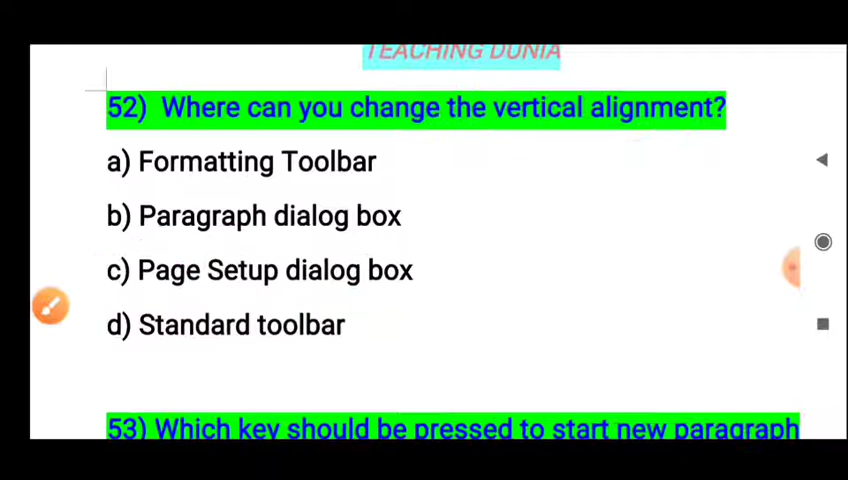 TEACHING DUNIA
52) Where can you change the vertical alignment?
a) Formatting Toolbar
b) Paragraph dialog box
c) Page Setup dialog box
d) Standard toolbar
53) Which key should be pressed to start new paragraph